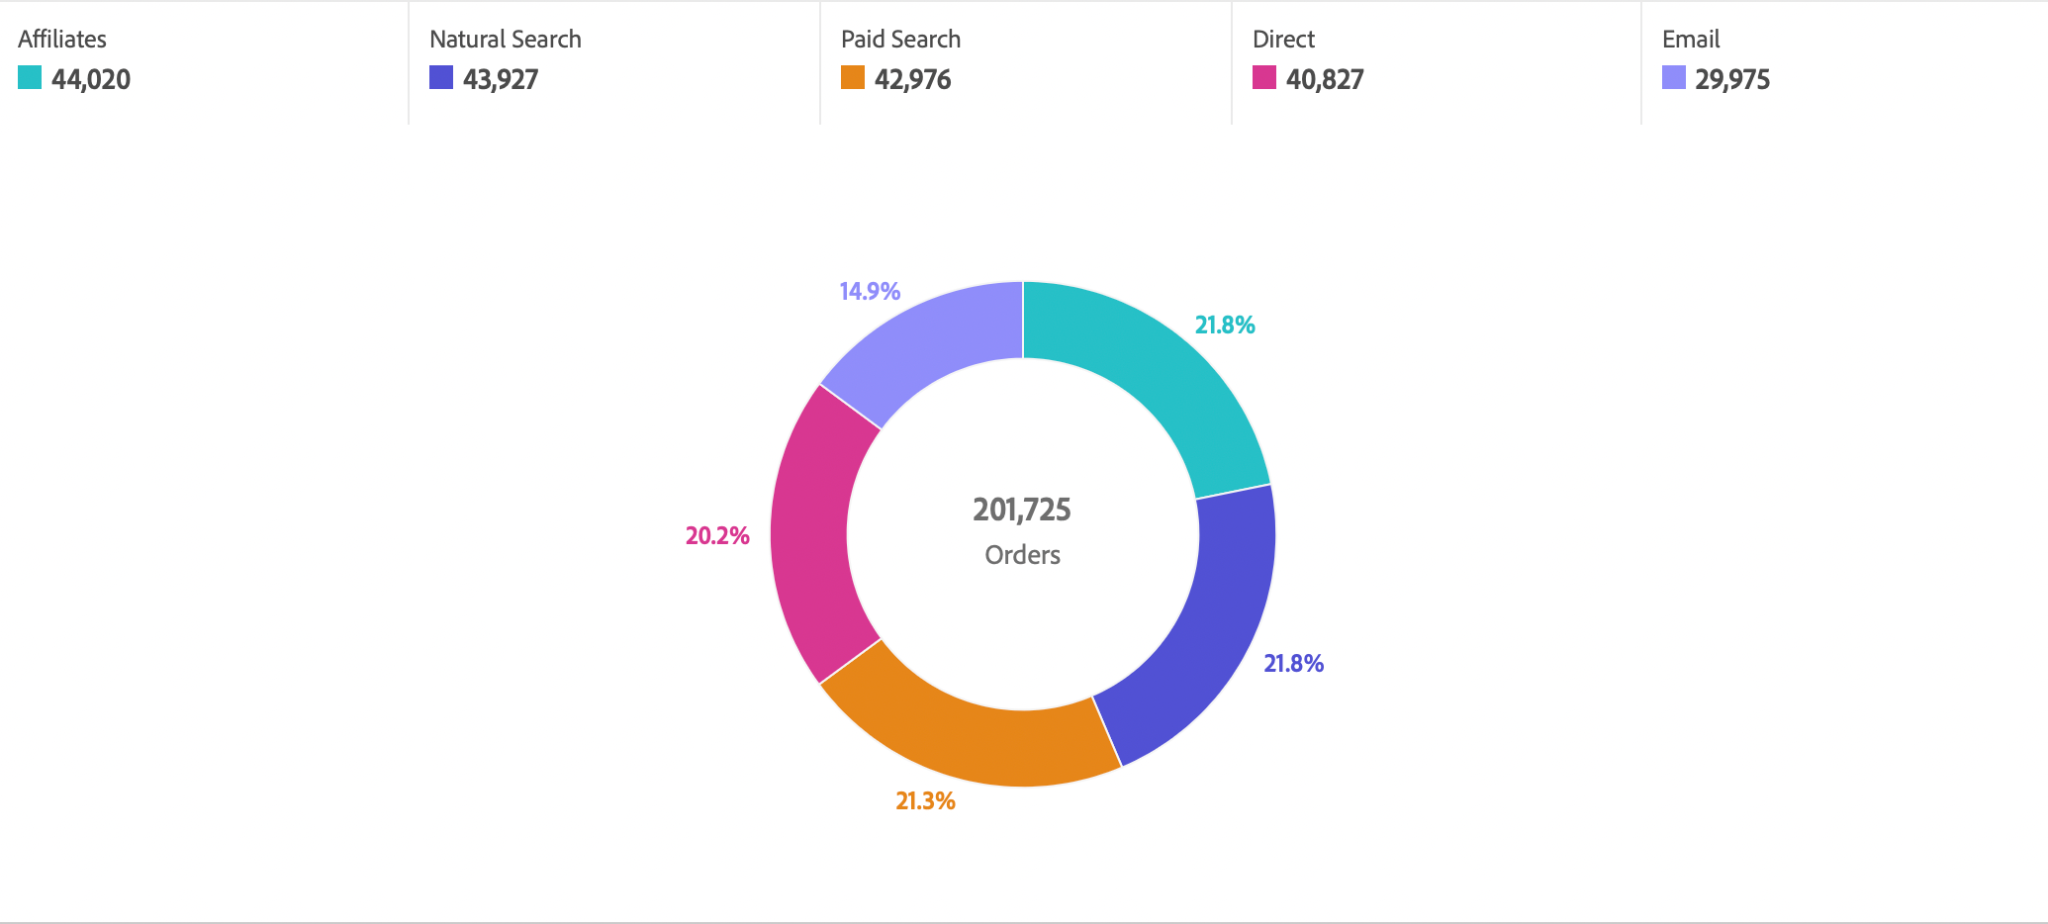 Affiliates
44,020
Natural Search
43,927
Paid Search
42,976
Direct
40,827
Email
29,975
14.9%
21.8%
201,725
Orders
20.2%
21.8%
21.3%